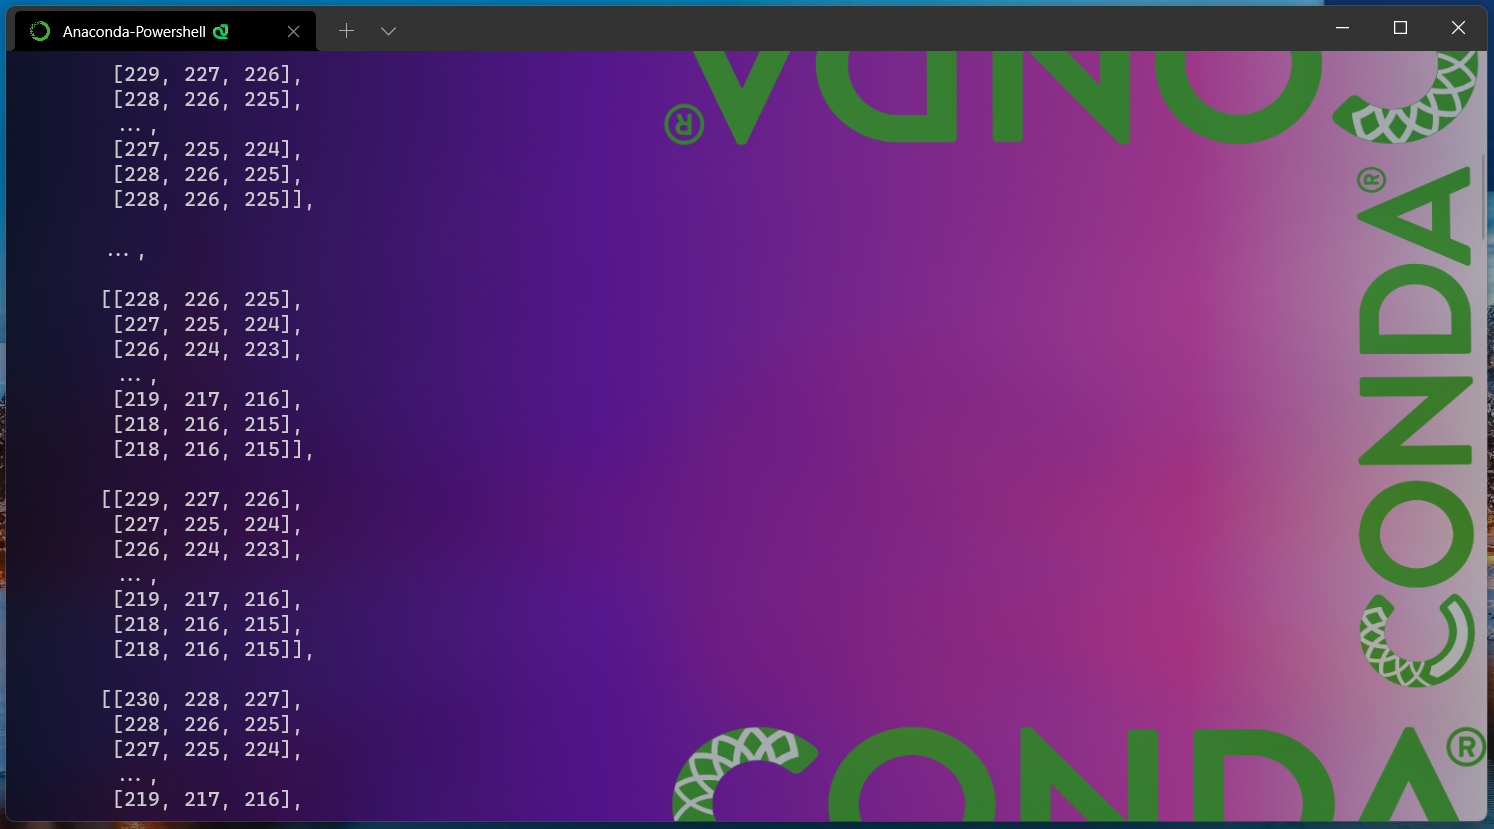 Anaconda-Powershell
[229, 227, 226],
[228, 226, 225],
...,
[227, 225, 224],
[228, 226, 225],
[228, 226, 225]],
...,
[[228, 226, 225],
[227, 225, 224],
[226, 224, 223],
...,
[219, 217, 216],
[218, 216, 215],
[218, 216, 215]],
[[229, 227, 226],
[227, 225, 224],
[226, 224, 223],
...,
[219, 217, 216],
[218, 216, 215],
[218, 216, 215]],
[[230, 228, 227],
[228, 226, 225],
[227, 225, 224],
...,
[219, 217, 216],
CONDA®
CONDA®
CONDA®